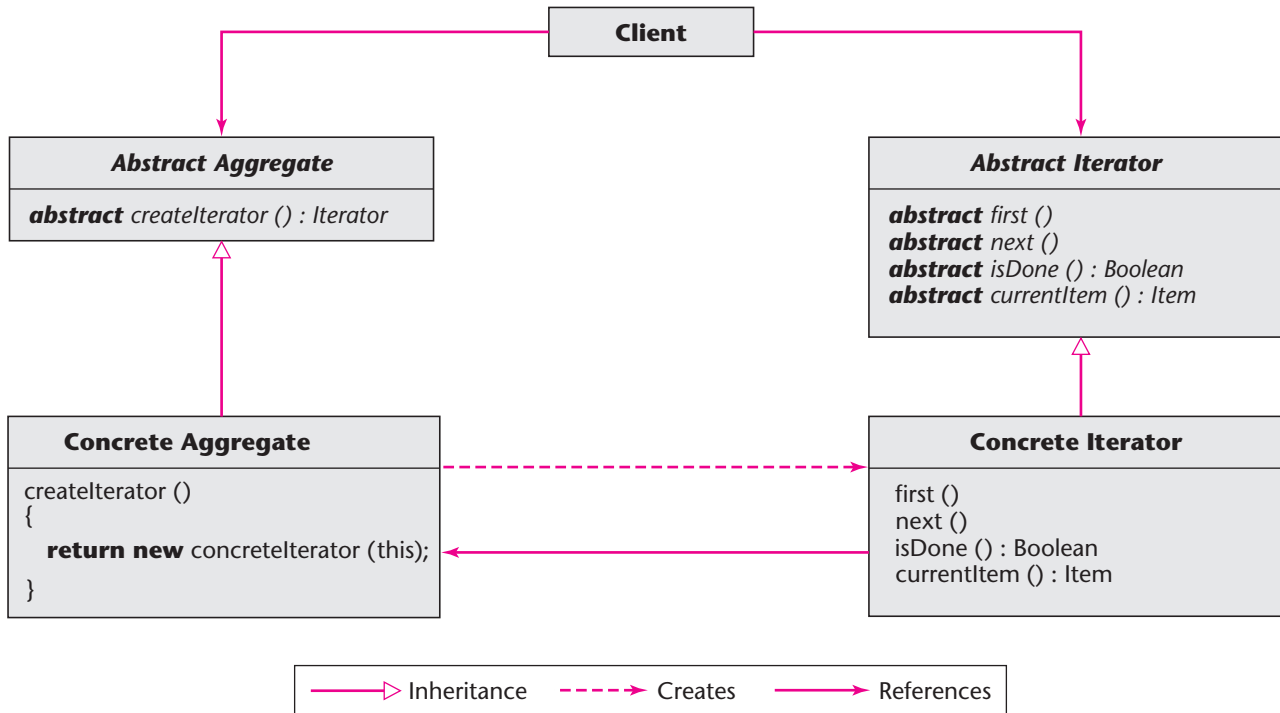 Client
Abstract Aggregate
abstract createIterator () : Iterator
Abstract Iterator
abstract first ()
abstract next ()
abstract isDone () : Boolean
abstract currentItem () : Item
Concrete Aggregate
createIterator ()
{
return new concreteIterator (this);
}
Concrete Iterator
first ()
next ()
isDone () : Boolean
currentItem () : Item
Inheritance Creates References